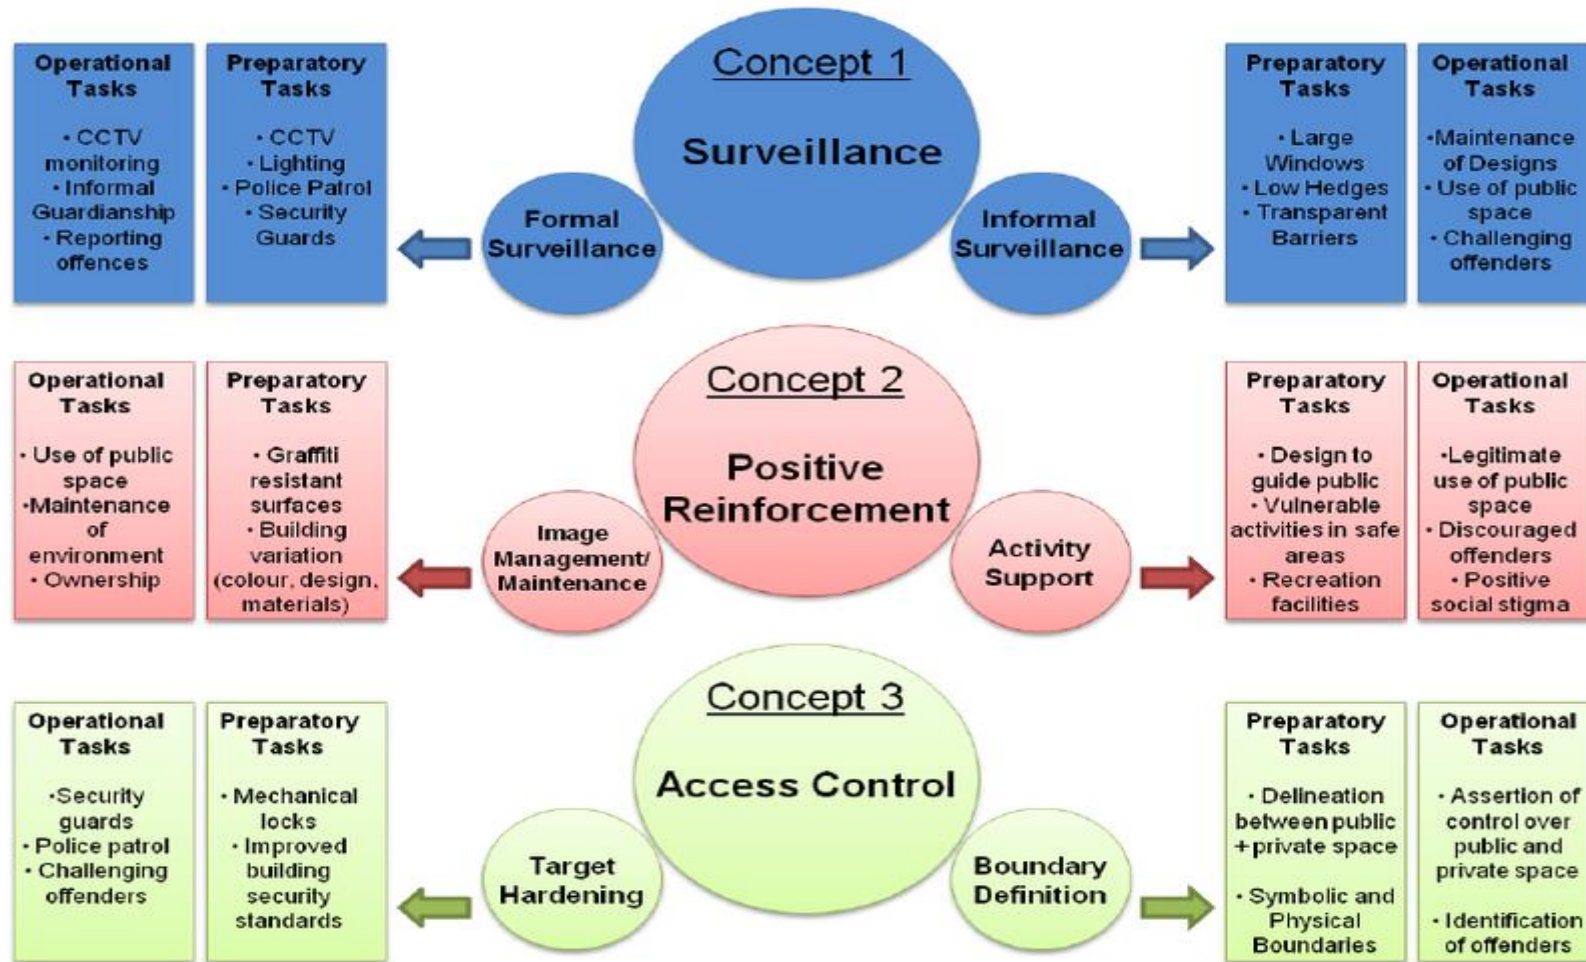 Concept 1
Surveillance
Formal
Surveillance
Informal
Surveillance
Operational
Tasks
• CCTV
monitoring
• Informal
Guardianship
• Reporting
offences
Preparatory
Tasks
• CCTV
• Lighting
• Police Patrol
• Security
Guards
Preparatory
Tasks
• Large
Windows
• Low Hedges
• Transparent
Barriers
Operational
Tasks
•Maintenance
of Designs
• Use of public
space
• Challenging
offenders
Concept 2
Positive
Reinforcement
Image
Management/
Maintenance
Activity
Support
Operational
Tasks
• Use of public
space
•Maintenance
of
environment
• Ownership
Preparatory
Tasks
• Graffiti
resistant
surfaces
• Building
variation
(colour, design,
materials)
Preparatory
Tasks
• Design to
guide public
• Vulnerable
activities in safe
areas
• Recreation
facilities
Operational
Tasks
•Legitimate
use of public
space
• Discouraged
offenders
• Positive
social stigma
Concept 3
Access Control
Target
Hardening
Boundary
Definition
Operational
Tasks
•Security
guards
• Police patrol
• Challenging
offenders
Preparatory
Tasks
• Mechanical
locks
• Improved
building
security
standards
Preparatory
Tasks
• Delineation
between public
+ private space
• Symbolic and
Physical
Boundaries
Operational
Tasks
• Assertion of
control over
public and
private space
• Identification
of offenders